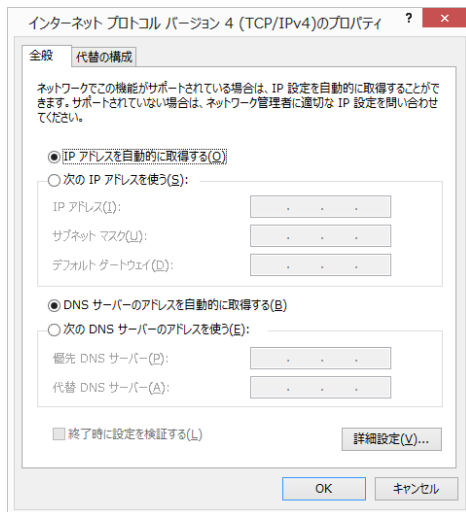 インターネット プロトコル バージョン 4 (TCP/IPv4)のプロパティ ? ×
全般 代替の構成
ネットワークでこの機能がサポートされている場合は、IP 設定を自動的に取得することがで
きます。サポートされていない場合は、ネットワーク管理者に適切な IP 設定を問い合わせ
てください。
IP アドレスを自動的に取得する(O)
次の IP アドレスを使う(S):
IP アドレス(I):
サブネット マスク(U):
デフォルト ゲートウェイ(D):
DNS サーバーのアドレスを自動的に取得する(B)
次の DNS サーバーのアドレスを使う(E):
優先 DNS サーバー(P):
代替 DNS サーバー(A):
終了時に設定を検証する(L)
詳細設定(V)...
OK キャンセル